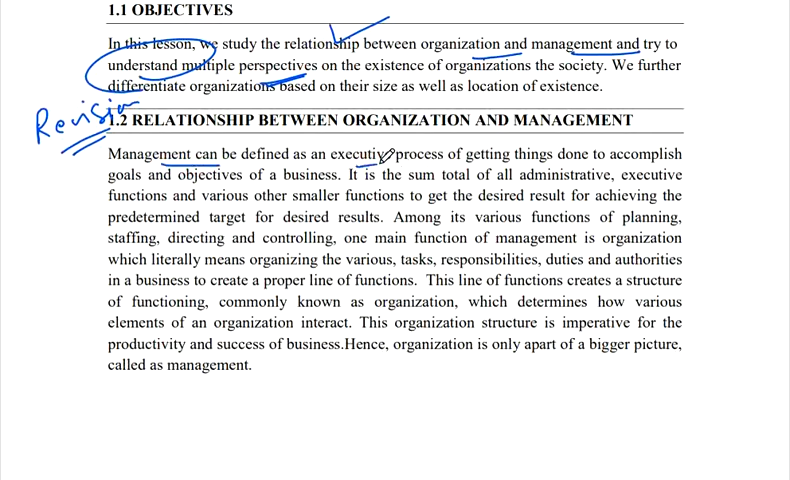 1.1 OBJECTIVES
In this lesson, we study the relationship between organization and management and try to
understand multiple perspectives on the existence of organizations the society. We further
differentiate organizations based on their size as well as location of existence.
Revision
1.2 RELATIONSHIP BETWEEN ORGANIZATION AND MANAGEMENT
Management can be defined as an executive process of getting things done to accomplish
goals and objectives of a business. It is the sum total of all administrative, executive
functions and various other smaller functions to get the desired result for achieving the
predetermined target for desired results. Among its various functions of planning,
staffing, directing and controlling, one main function of management is organization
which literally means organizing the various, tasks, responsibilities, duties and authorities
in a business to create a proper line of functions. This line of functions creates a structure
of functioning, commonly known as organization, which determines how various
elements of an organization interact. This organization structure is imperative for the
productivity and success of business.Hence, organization is only apart of a bigger picture,
called as management.